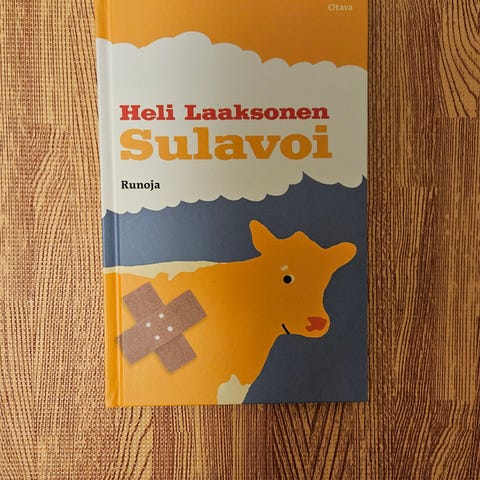 Otava
Heli Laaksonen
Sulavoi
Runoja